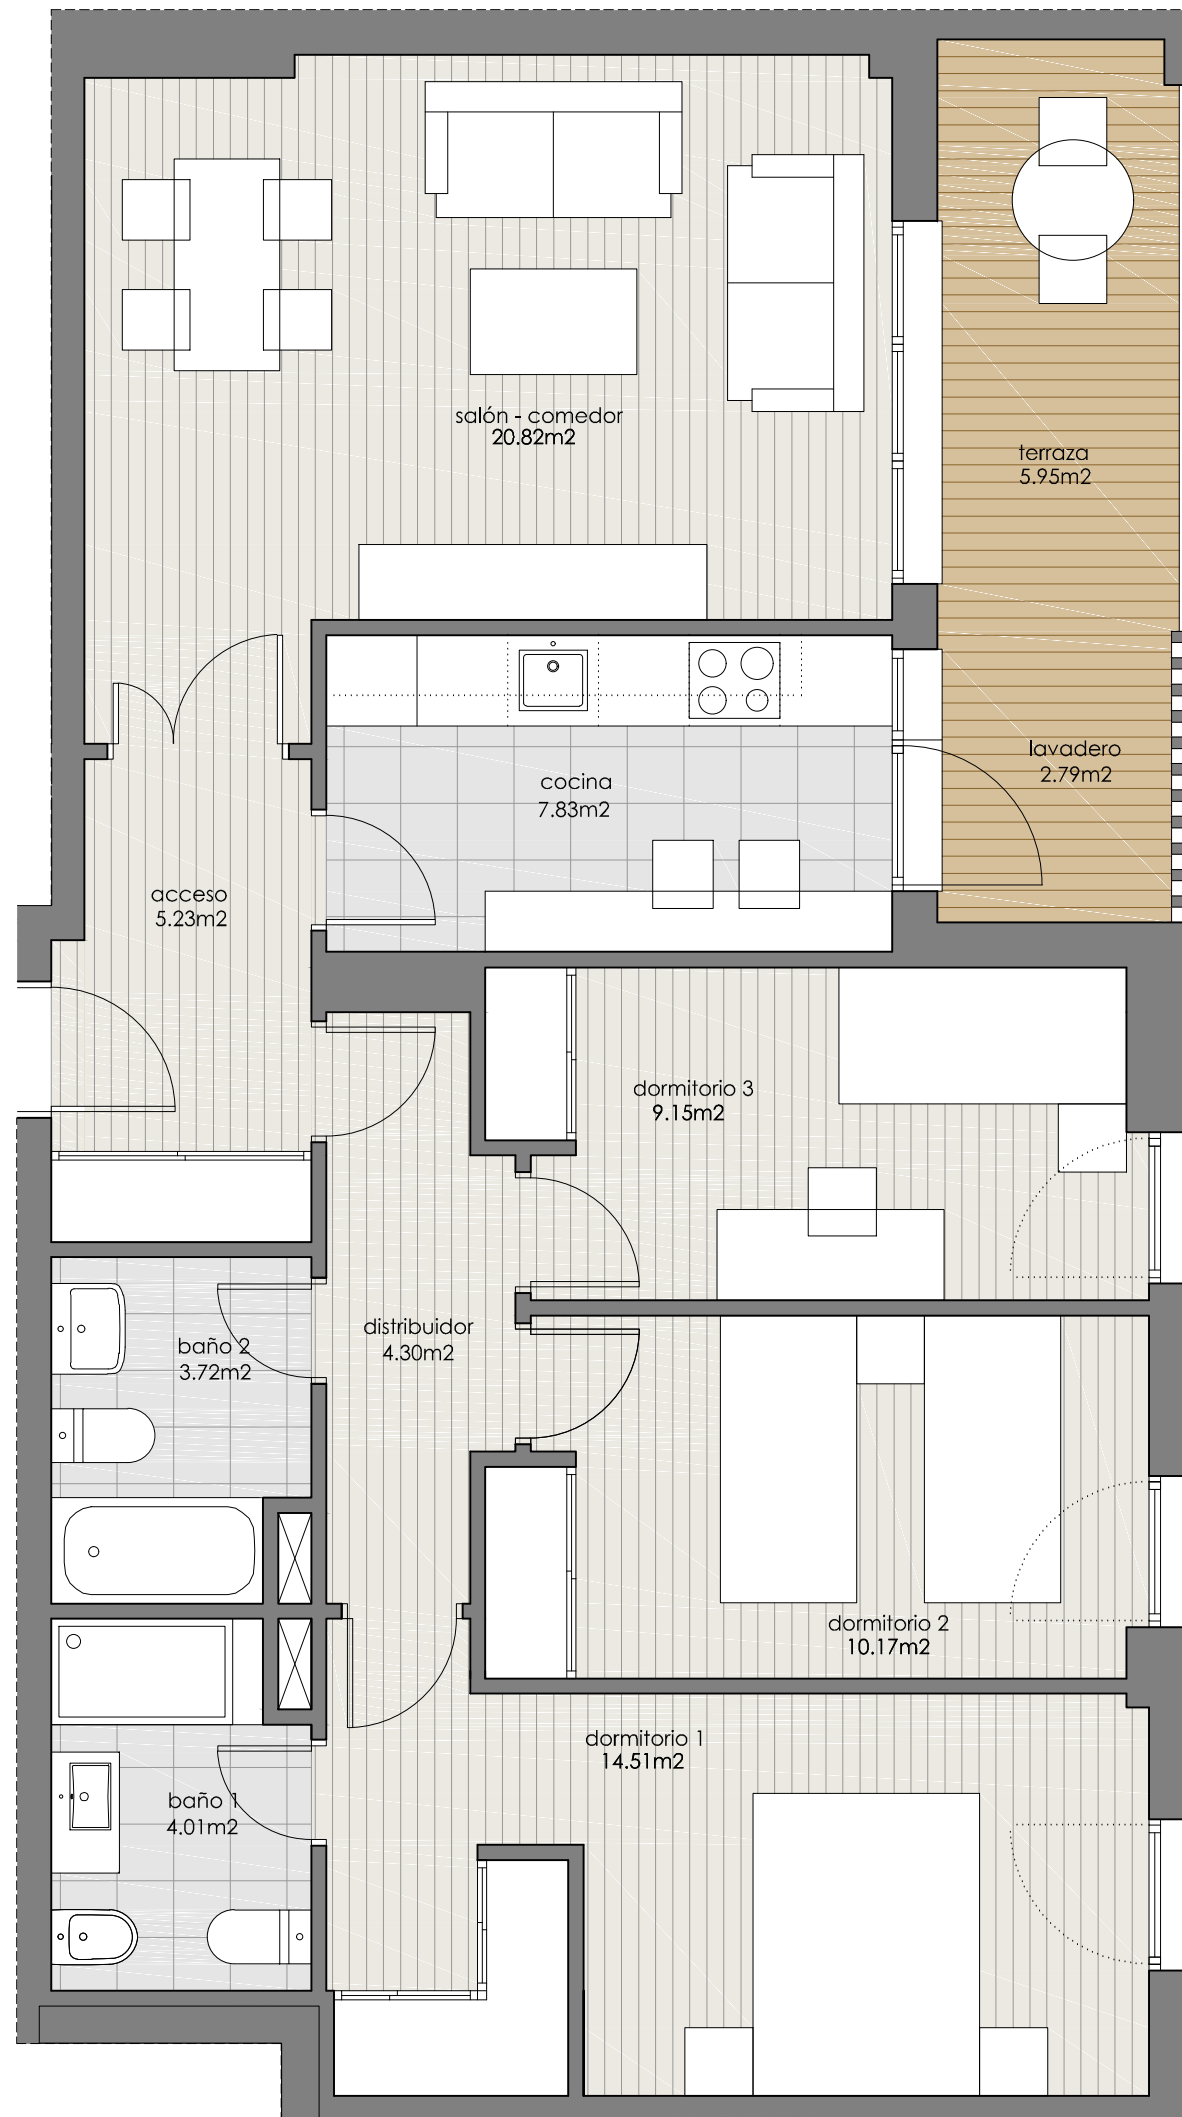 salón - comedor
20.82m2
terraza
5.95m2
lavadero
2.79m2
cocina
7.83m2
acceso
5.23m2
dormitorio 3
9.15m2
distribuidor
4.30m2
baño 2
3.72m2
dormitorio 2
10.17m2
dormitorio 1
14.51m2
baño 1
4.01m2